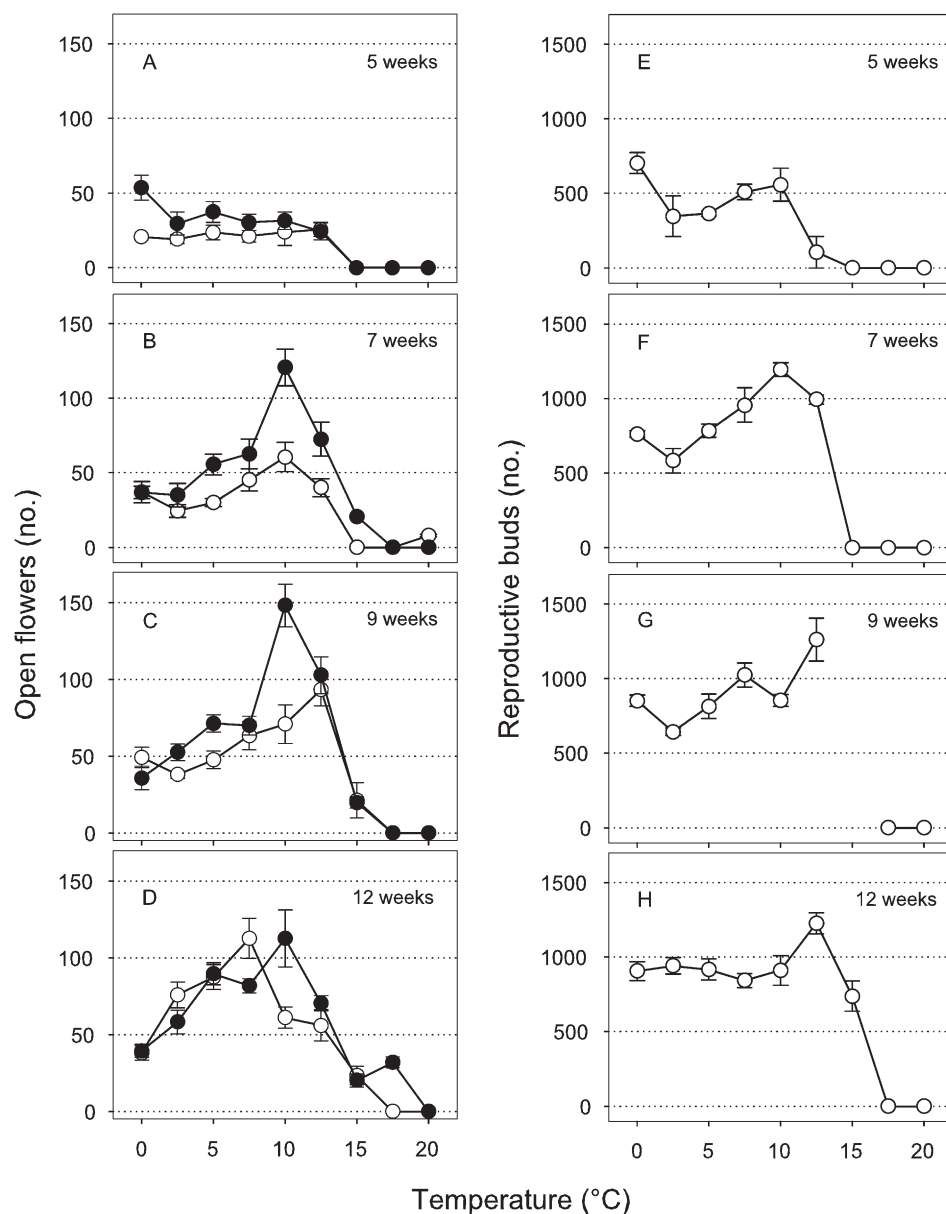 150
A
5 weeks
100
50
0
150
B
7 weeks
100
50
0
150
C
9 weeks
100
50
0
150
D
12 weeks
100
50
0
0 5 10 15 20
Open flowers (no.)
1500
E
5 weeks
1000
500
0
1500
F
7 weeks
1000
500
0
1500
G
9 weeks
1000
500
0
1500
H
12 weeks
1000
500
0
0 5 10 15 20
Reproductive buds (no.)
Temperature (°C)